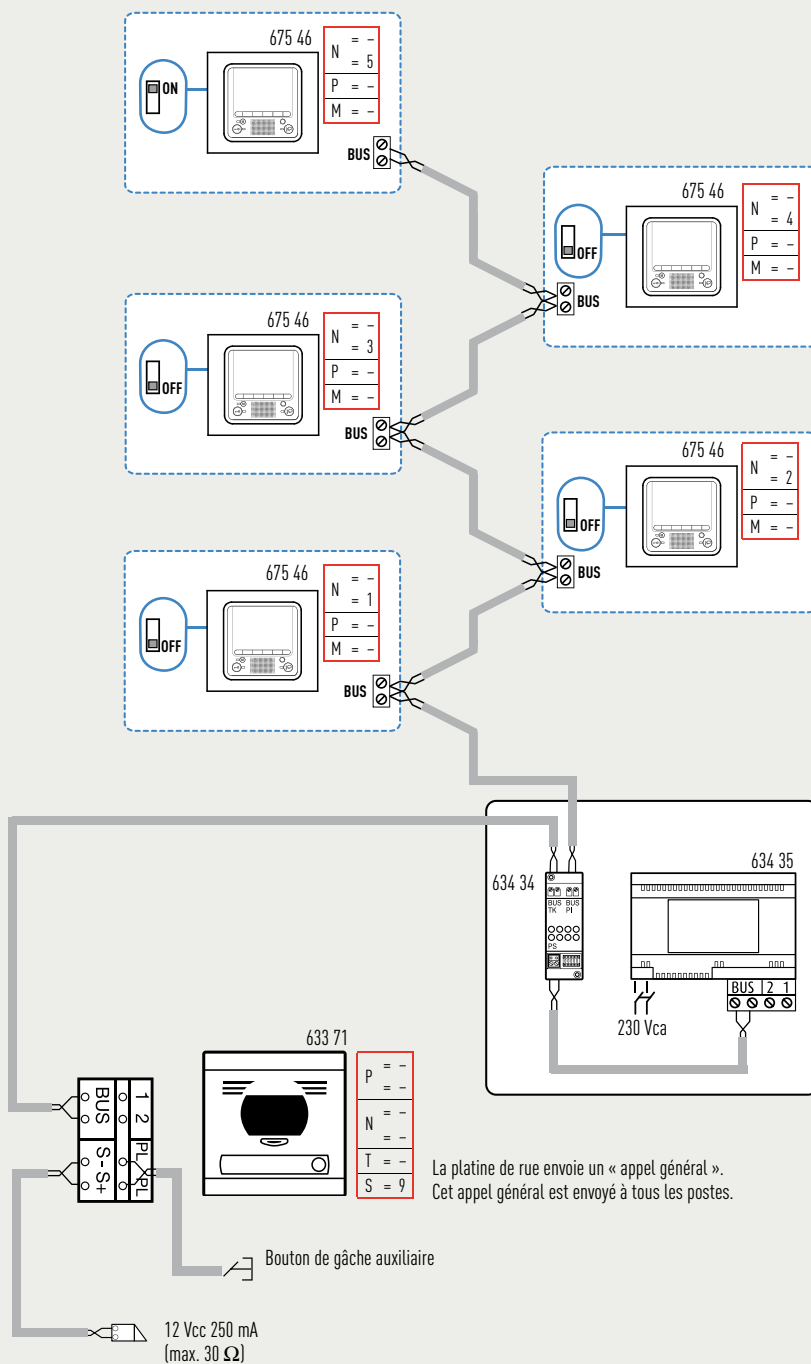 675 46
N = –
= 5
P = –
M = –
ON
BUS
675 46
N = –
= 4
P = –
M = –
OFF
BUS
675 46
N = –
= 3
P = –
M = –
OFF
BUS
675 46
N = –
= 2
P = –
M = –
OFF
BUS
675 46
N = –
= 1
P = –
M = –
OFF
BUS
634 34
BUS BUS
TK PI
PS
634 35
BUS 2 1
230 Vca
633 71
P = –
= –
N = –
= –
T = –
S = 9
BUS 1 2
S- S+ PL PL
La platine de rue envoie un « appel général ».
Cet appel général est envoyé à tous les postes.
Bouton de gâche auxiliaire
12 Vcc 250 mA
(max. 30 Ω)